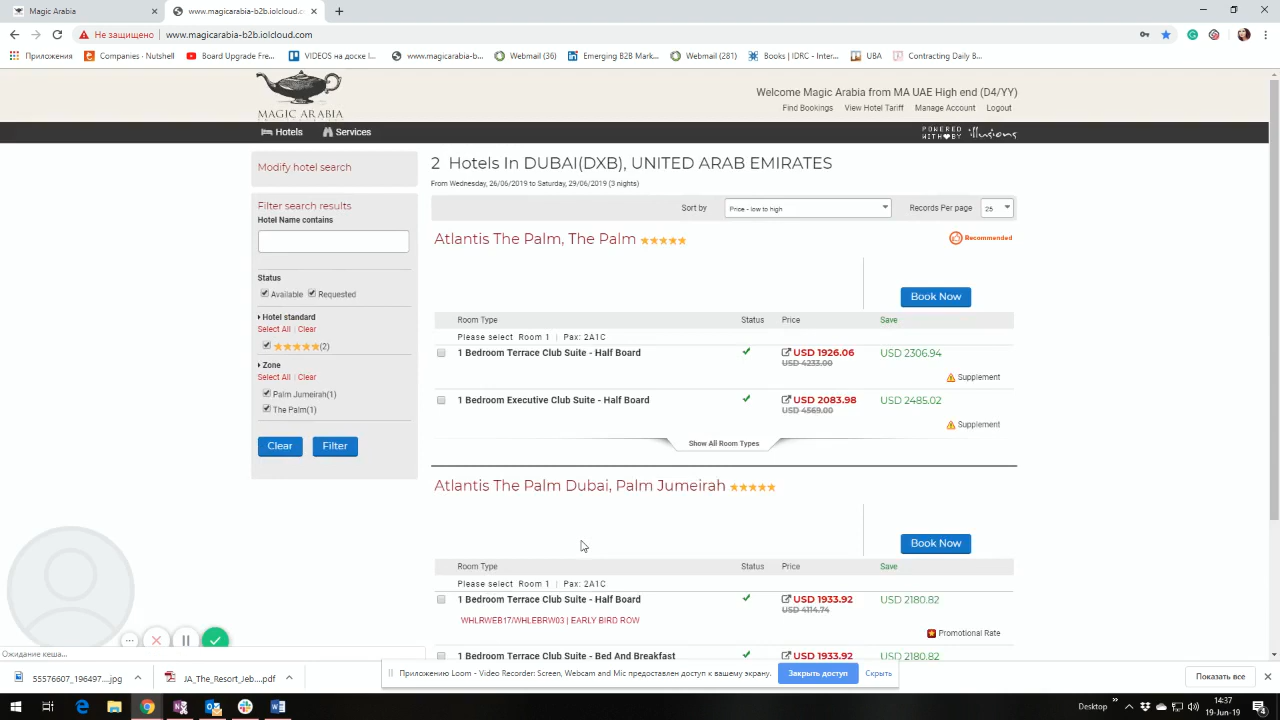 Magic Arabia
www.magicarabia-b2b.iolcloud.c
Не защищено
www.magicarabia-b2b.iolcloud.com
Приложения
Companies - Nutshell
Board Upgrade Fre...
VIDEOS на доске I...
www.magicarabia-b...
Webmail (36)
Emerging B2B Mark...
Webmail (281)
Books | IDRC - Inter...
UBA
Contracting Daily B...
MAGIC ARABIA
Welcome Magic Arabia from MA UAE High end (D4/YY)
Find Bookings View Hotel Tariff Manage Account Logout
Hotels Services
POWERED WITH BY illusions
Modify hotel search
Filter search results
Hotel Name contains
Status
Available Requested
Hotel standard
Select All | Clear
(2)
Zone
Select All | Clear
Palm Jumeirah(1)
The Palm(1)
Clear Filter
2 Hotels In DUBAI(DXB), UNITED ARAB EMIRATES
From Wednesday, 26/06/2019 to Saturday, 29/06/2019 (3 nights)
Sort by Price - low to high Records Per page 25
Atlantis The Palm, The Palm
Recommended
Book Now
Room Type Status Price Save
Please select Room 1 | Pax: 2A1C
1 Bedroom Terrace Club Suite - Half Board USD 1926.06 USD 2306.94
USD 4233.00
Supplement
1 Bedroom Executive Club Suite - Half Board USD 2083.98 USD 2485.02
USD 4569.00
Supplement
Show All Room Types
Atlantis The Palm Dubai, Palm Jumeirah
Book Now
Room Type Status Price Save
Please select Room 1 | Pax: 2A1C
1 Bedroom Terrace Club Suite - Half Board USD 1933.92 USD 2180.82
USD 4114.74
WHLRWEB17/WHLEBRW03 | EARLY BIRD ROW
Promotional Rate
1 Bedroom Terrace Club Suite - Bed And Breakfast USD 1933.92 USD 2180.82
Ожидание кеша...
55576607_196497....jpg
JA_The_Resort_Jeb....pdf
Приложению Loom - Video Recorder: Screen, Webcam and Mic предоставлен доступ к вашему экрану.
Закрыть доступ
Скрыть
Показать все
Desktop
14:37
19-Jun-19
4